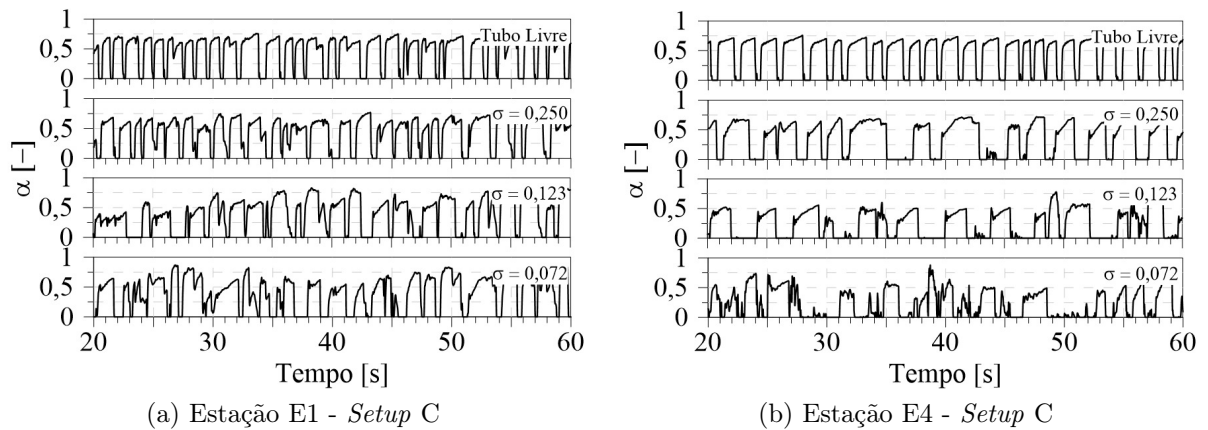 1
Tubo Livre
0,5
0
1
σ = 0,250
0,5
0
1
σ = 0,123
0,5
0
1
σ = 0,072
0,5
0
α [−]
20 30 40 50 60
Tempo [s]
(a) Estação E1 - Setup C
1
Tubo Livre
0,5
0
1
σ = 0,250
0,5
0
1
σ = 0,123
0,5
0
1
σ = 0,072
0,5
0
α [−]
20 30 40 50 60
Tempo [s]
(b) Estação E4 - Setup C